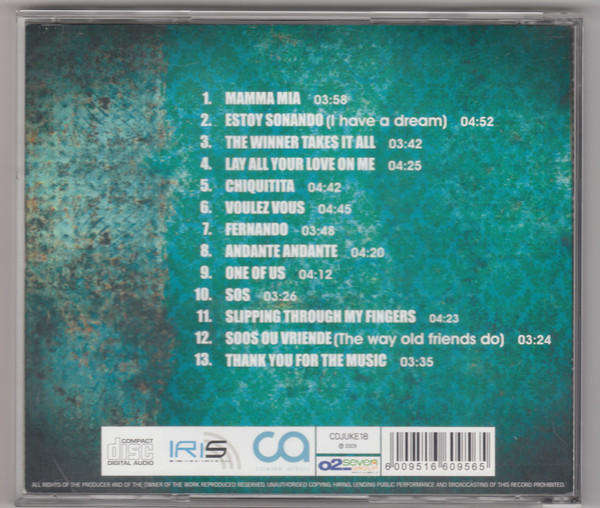 1. MAMMA MIA 03:58
2. ESTOY SONANDO (I have a dream) 04:52
3. THE WINNER TAKES IT ALL 03:42
4. LAY ALL YOUR LOVE ON ME 04:25
5. CHIQUITITA 04:42
6. VOULEZ VOUS 04:45
7. FERNANDO 03:48
8. ANDANTE ANDANTE 04:20
9. ONE OF US 04:12
10. SOS 03:26
11. SLIPPING THROUGH MY FINGERS 04:23
12. SOOS OU VRIENDE (The way old friends do) 03:24
13. THANK YOU FOR THE MUSIC 03:35
COMPACT
disc
DIGITAL AUDIO
IRIS
ca
CDJUKE18
a2seven
6009516609565
ALL RIGHTS OF THE PRODUCER AND OF THE OWNER OF THE WORK REPRODUCED RESERVED. UNAUTHORISED COPYING, HIRING, LENDING PUBLIC PERFORMANCE AND BROADCASTING OF THIS RECORD PROHIBITED.